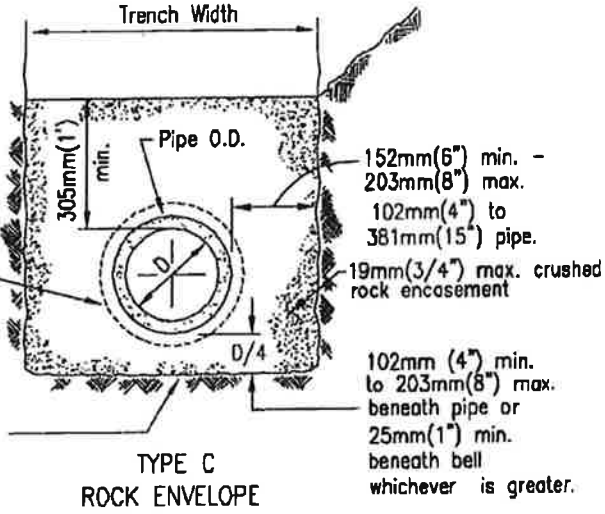 Trench Width
305mm(1')
min.
Pipe O.D.
152mm(6") min. -
203mm(8") max.
102mm(4") to
381mm(15") pipe.
19mm(3/4") max. crushed
rock encasement
D
D/4
102mm (4") min.
to 203mm(8") max.
beneath pipe or
25mm(1") min.
beneath bell
whichever is greater.
TYPE C
ROCK ENVELOPE